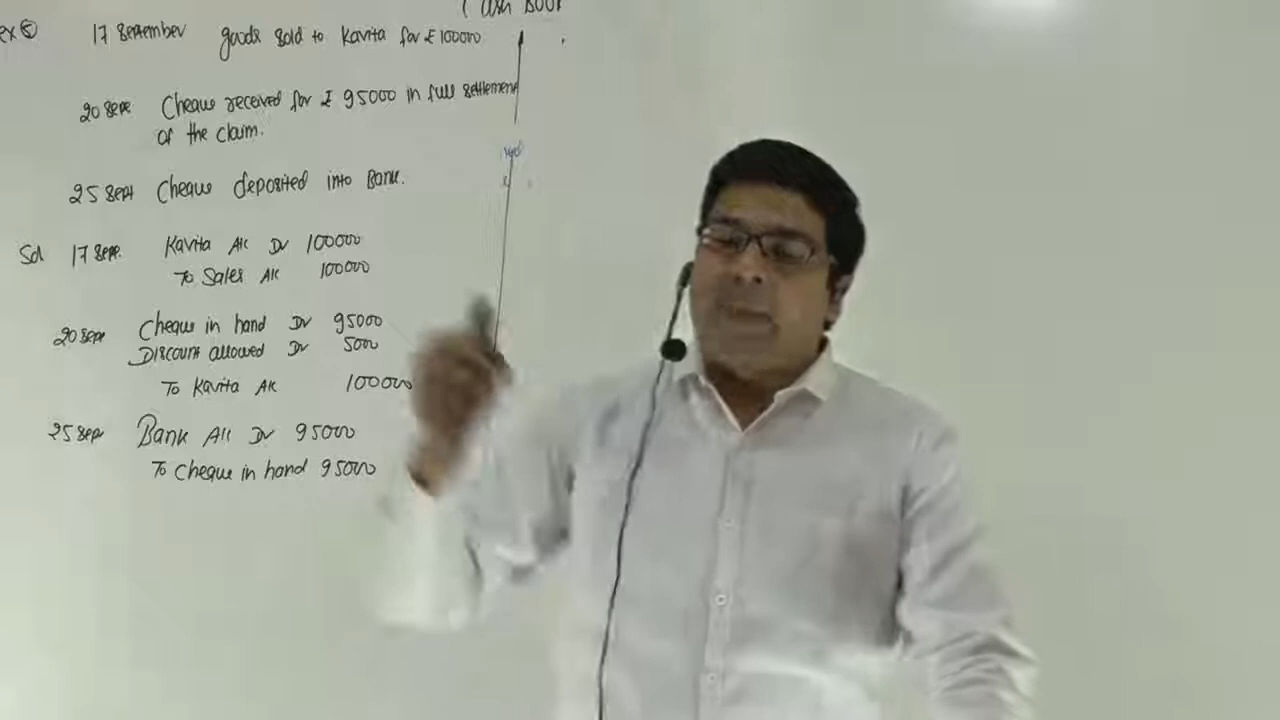 ( Cash Book
ex 5 17 September goods sold to Kavita for ₹ 100000
20 Sept Cheque received for ₹ 95000 in full settlement
of the claim.
25 Sept Cheque deposited into Bank.
Sol 17 Sept. Kavita A/c Dr 100000
To Sales A/c 100000
20 Sept Cheque in hand Dr 95000
Discount allowed Dr 5000
To Kavita A/c 100000
25 Sept Bank A/c Dr 95000
To Cheque in hand 95000